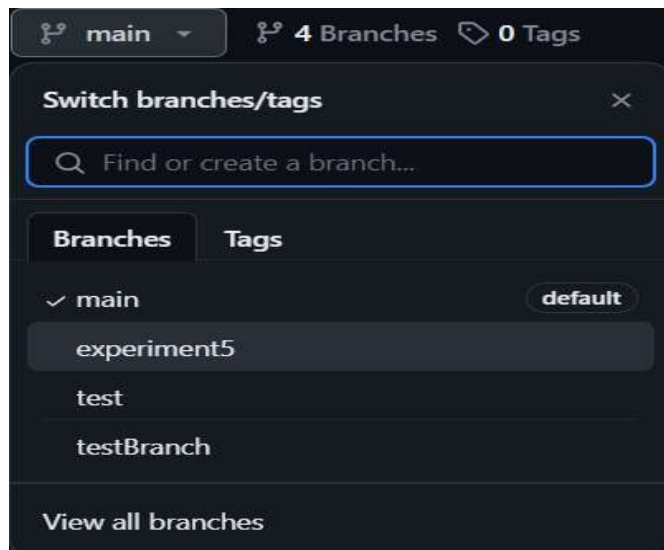 main 4 Branches 0 Tags
Switch branches/tags
Find or create a branch...
Branches Tags
main default
experiment5
test
testBranch
View all branches